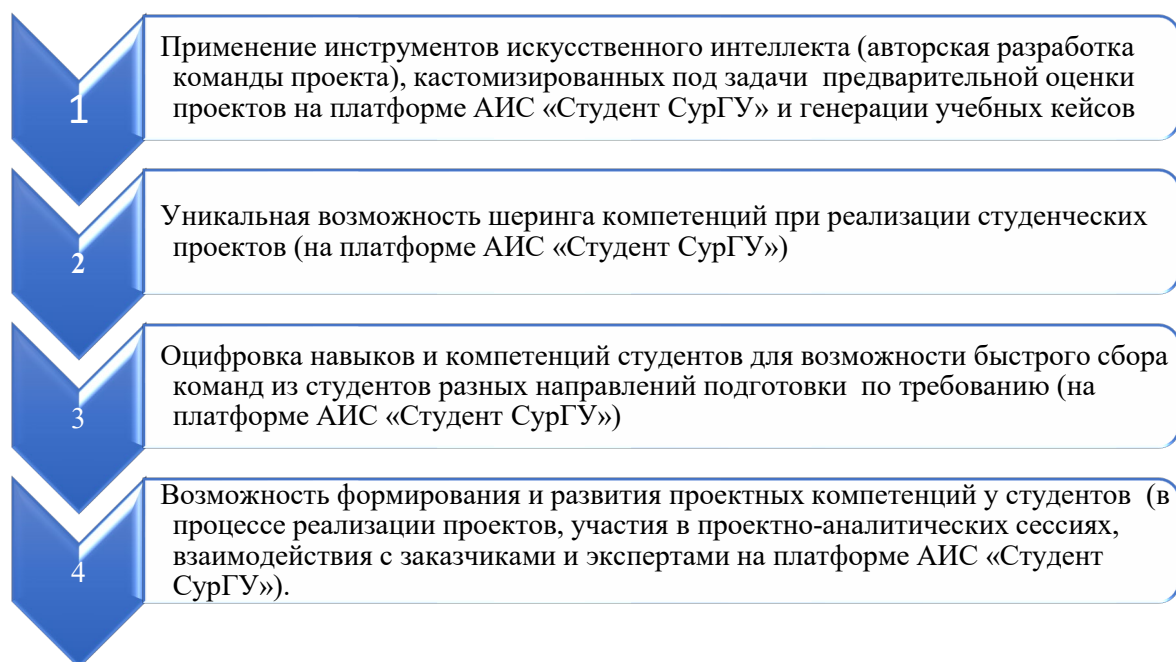 1
Применение инструментов искусственного интеллекта (авторская разработка
команды проекта), кастомизированных под задачи предварительной оценки
проектов на платформе АИС «Студент СурГУ» и генерации учебных кейсов
2
Уникальная возможность шеринга компетенций при реализации студенческих
проектов (на платформе АИС «Студент СурГУ»)
3
Оцифровка навыков и компетенций студентов для возможности быстрого сбора
команд из студентов разных направлений подготовки по требованию (на
платформе АИС «Студент СурГУ»)
4
Возможность формирования и развития проектных компетенций у студентов (в
процессе реализации проектов, участия в проектно-аналитических сессиях,
взаимодействия с заказчиками и экспертами на платформе АИС «Студент
СурГУ»).